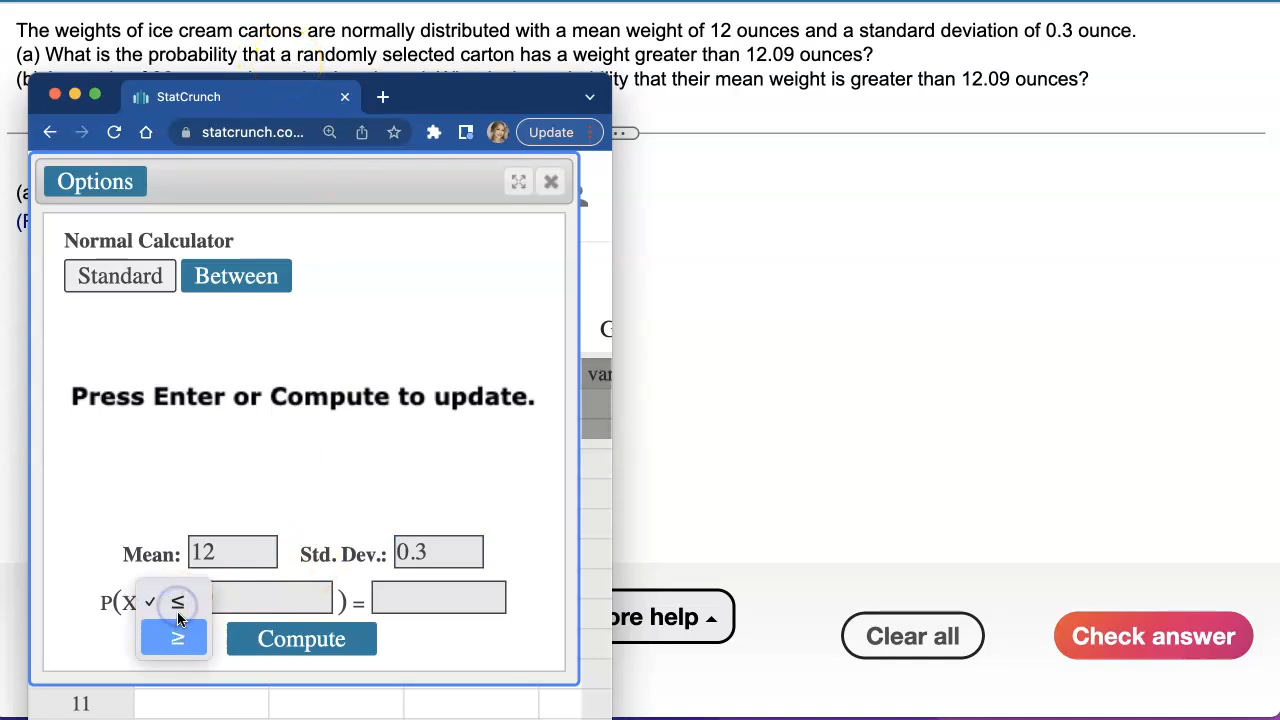 The weights of ice cream cartons are normally distributed with a mean weight of 12 ounces and a standard deviation of 0.3 ounce.
(a) What is the probability that a randomly selected carton has a weight greater than 12.09 ounces?
(b) that their mean weight is greater than 12.09 ounces?
StatCrunch
statcrunch.co...
Update
Options
Normal Calculator
Standard Between
Press Enter or Compute to update.
Mean: 12 Std. Dev.: 0.3
P(X ✓ ≤ ) =
≥ Compute
11
var
ore help
Clear all
Check answer